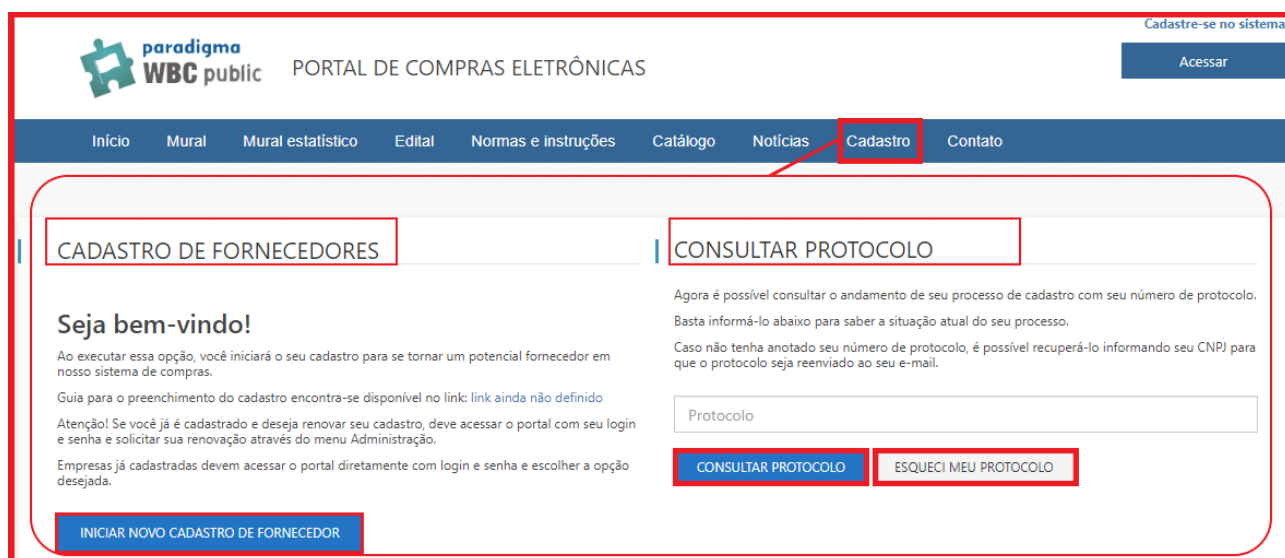 Cadastre-se no sistema
paradigma
WBC public
PORTAL DE COMPRAS ELETRÔNICAS
Acessar
Início Mural Mural estatístico Edital Normas e instruções Catálogo Notícias Cadastro Contato
CADASTRO DE FORNECEDORES
Seja bem-vindo!
Ao executar essa opção, você iniciará o seu cadastro para se tornar um potencial fornecedor em
nosso sistema de compras.
Guia para o preenchimento do cadastro encontra-se disponível no link: link ainda não definido
Atenção! Se você já é cadastrado e deseja renovar seu cadastro, deve acessar o portal com seu login
e senha e solicitar sua renovação através do menu Administração.
Empresas já cadastradas devem acessar o portal diretamente com login e senha e escolher a opção
desejada.
INICIAR NOVO CADASTRO DE FORNECEDOR
CONSULTAR PROTOCOLO
Agora é possível consultar o andamento de seu processo de cadastro com seu número de protocolo.
Basta informá-lo abaixo para saber a situação atual do seu processo.
Caso não tenha anotado seu número de protocolo, é possível recuperá-lo informando seu CNPJ para
que o protocolo seja reenviado ao seu e-mail.
Protocolo
CONSULTAR PROTOCOLO
ESQUECI MEU PROTOCOLO